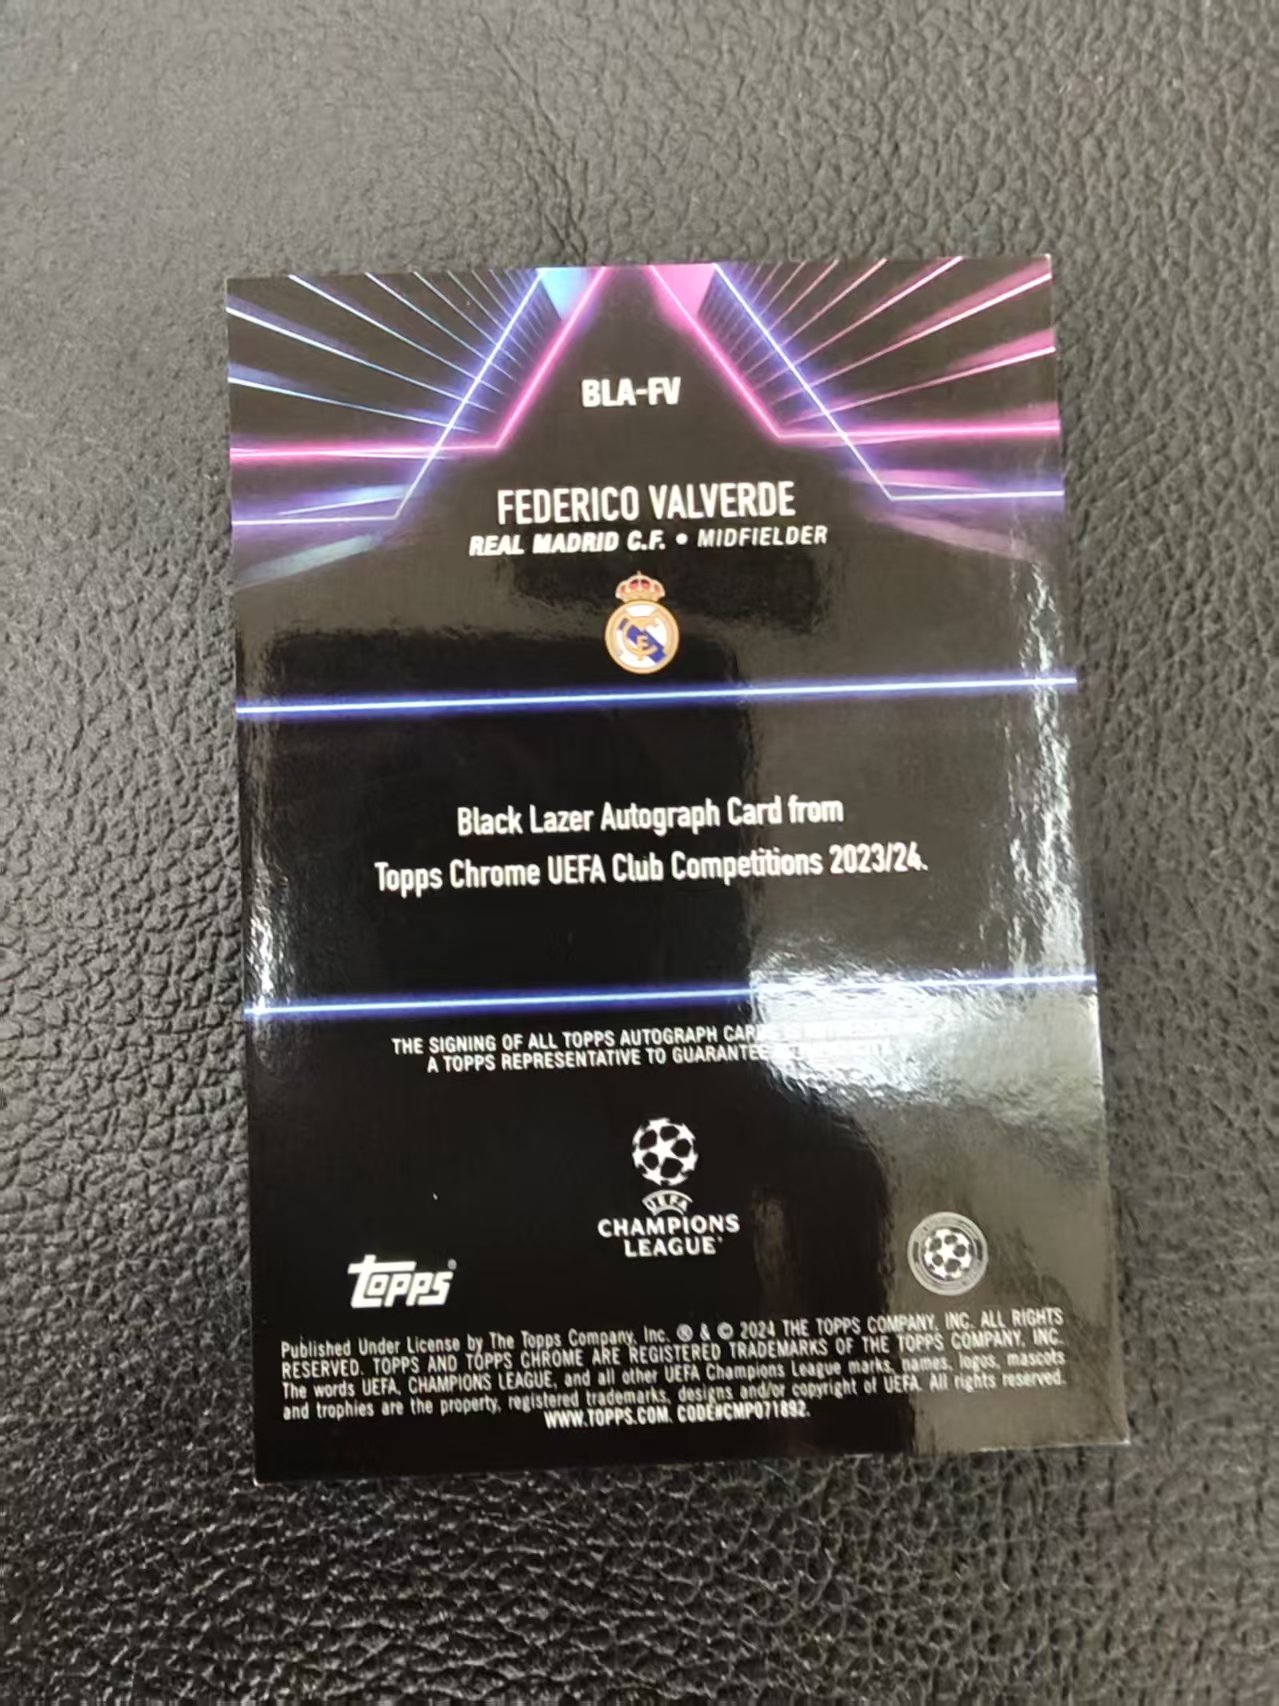 BLA-FV
FEDERICO VALVERDE
REAL MADRID C.F. • MIDFIELDER
Black Lazer Autograph Card from
Topps Chrome UEFA Club Competitions 2023/24.
THE SIGNING OF ALL TOPPS AUTOGRAPH
A TOPPS REPRESENTATIVE TO GUARANTEE
UEFA
CHAMPIONS
LEAGUE
topps
Published Under License by The Topps Company, Inc. ® & © 2024 THE TOPPS COMPANY, INC. ALL RIGHTS
RESERVED. TOPPS AND TOPPS CHROME ARE REGISTERED TRADEMARKS OF THE TOPPS COMPANY, INC.
The words UEFA, CHAMPIONS LEAGUE, and all other UEFA Champions League marks, names, logos, mascots
and trophies are the property, registered trademarks, designs and/or copyright of UEFA. All rights reserved.
WWW.TOPPS.COM. CODE#CMP071892.